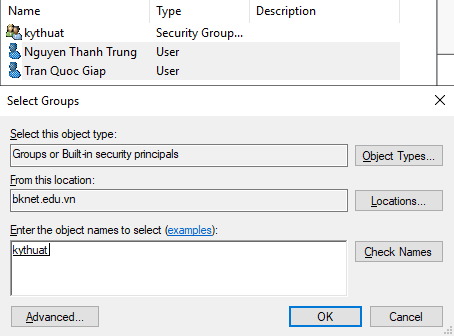 Name Type Description
kythuat Security Group...
Nguyen Thanh Trung User
Tran Quoc Giap User
Select Groups
Select this object type:
Groups or Built-in security principals Object Types...
From this location:
bknet.edu.vn Locations...
Enter the object names to select (examples):
kythuat Check Names
Advanced... OK Cancel